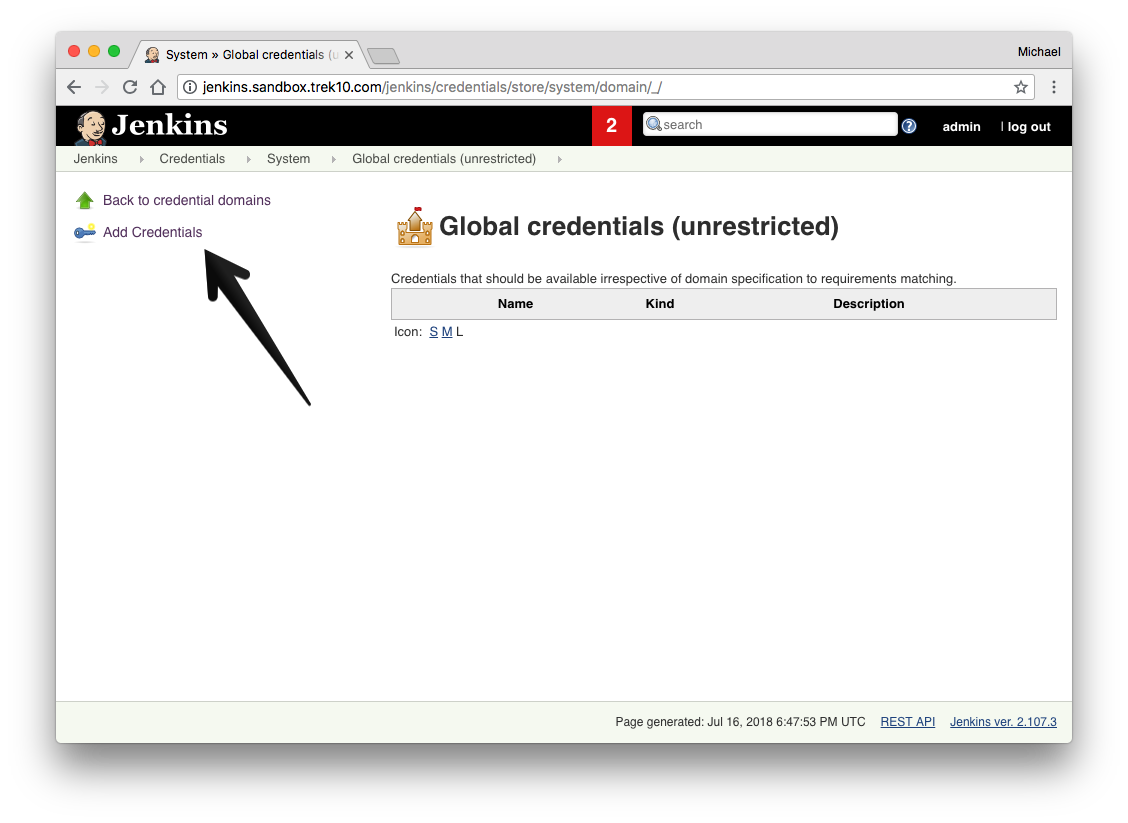 System » Global credentials (u
Michael
jenkins.sandbox.trek10.com/jenkins/credentials/store/system/domain/_/
Jenkins
2
search
admin
| log out
Jenkins
Credentials
System
Global credentials (unrestricted)
Back to credential domains
Add Credentials
Global credentials (unrestricted)
Credentials that should be available irrespective of domain specification to requirements matching.
Name Kind Description
Icon: S M L
Page generated: Jul 16, 2018 6:47:53 PM UTC REST API Jenkins ver. 2.107.3